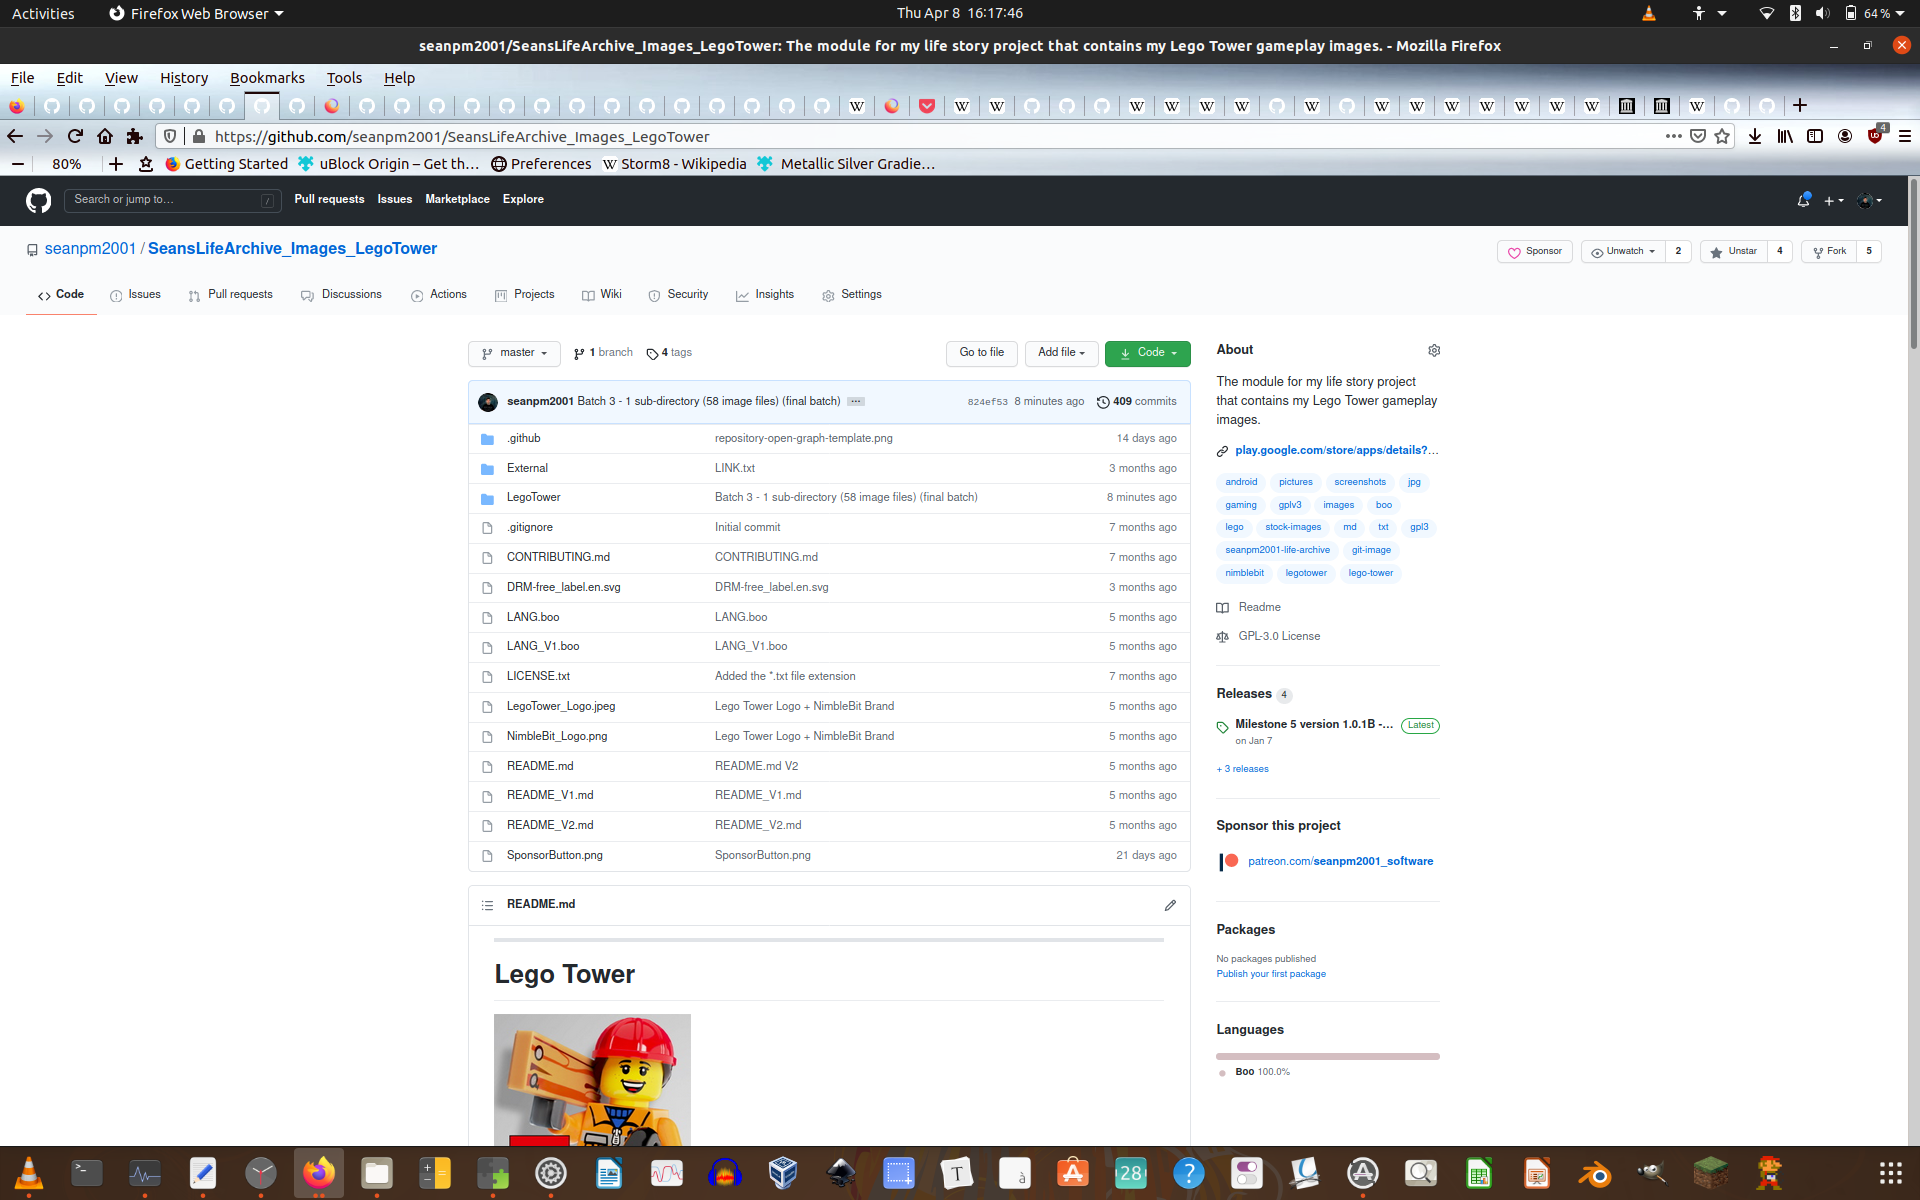 Activities Firefox Web Browser Thu Apr 8 16:17:46 64 %
seanpm2001/SeansLifeArchive_Images_LegoTower: The module for my life story project that contains my Lego Tower gameplay images. - Mozilla Firefox
File Edit View History Bookmarks Tools Help
https://github.com/seanpm2001/SeansLifeArchive_Images_LegoTower 4
80% Getting Started uBlock Origin – Get th… Preferences Storm8 - Wikipedia Metallic Silver Gradie…
Search or jump to… / Pull requests Issues Marketplace Explore
seanpm2001 / SeansLifeArchive_Images_LegoTower
Sponsor Unwatch 2 Unstar 4 Fork 5
Code Issues Pull requests Discussions Actions Projects Wiki Security Insights Settings
master 1 branch 4 tags Go to file Add file Code
seanpm2001 Batch 3 - 1 sub-directory (58 image files) (final batch) 824ef53 8 minutes ago 409 commits
.github repository-open-graph-template.png 14 days ago
External LINK.txt 3 months ago
LegoTower Batch 3 - 1 sub-directory (58 image files) (final batch) 8 minutes ago
.gitignore Initial commit 7 months ago
CONTRIBUTING.md CONTRIBUTING.md 7 months ago
DRM-free_label.en.svg DRM-free_label.en.svg 3 months ago
LANG.boo LANG.boo 5 months ago
LANG_V1.boo LANG_V1.boo 5 months ago
LICENSE.txt Added the *.txt file extension 7 months ago
LegoTower_Logo.jpeg Lego Tower Logo + NimbleBit Brand 5 months ago
NimbleBit_Logo.png Lego Tower Logo + NimbleBit Brand 5 months ago
README.md README.md V2 5 months ago
README_V1.md README_V1.md 5 months ago
README_V2.md README_V2.md 5 months ago
SponsorButton.png SponsorButton.png 21 days ago
README.md
Lego Tower
About
The module for my life story project
that contains my Lego Tower gameplay
images.
play.google.com/store/apps/details?…
android pictures screenshots jpg
gaming gplv3 images boo
lego stock-images md txt gpl3
seanpm2001-life-archive git-image
nimblebit legotower lego-tower
Readme
GPL-3.0 License
Releases 4
Milestone 5 version 1.0.1B -… Latest
on Jan 7
+ 3 releases
Sponsor this project
patreon.com/seanpm2001_software
Packages
No packages published
Publish your first package
Languages
Boo 100.0%